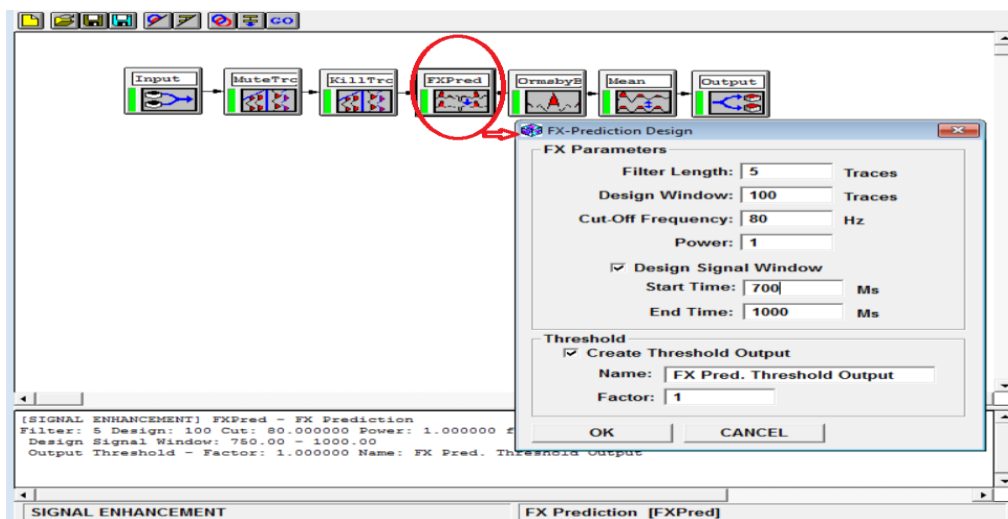 GO
Input
MuteTrc
KillTrc
FXPred
OrmsbyB
Mean
Output
FX-Prediction Design
FX Parameters
Filter Length: 5 Traces
Design Window: 100 Traces
Cut-Off Frequency: 80 Hz
Power: 1
Design Signal Window
Start Time: 700 Ms
End Time: 1000 Ms
Threshold
Create Threshold Output
Name: FX Pred. Threshold Output
Factor: 1
OK CANCEL
[SIGNAL ENHANCEMENT] FXPred - FX Prediction
Filter: 5 Design: 100 Cut: 80.00000 Power: 1.000000
Design Signal Window: 750.00 - 1000.00
Output Threshold - Factor: 1.000000 Name: FX Pred. Threshold Output
SIGNAL ENHANCEMENT FX Prediction [FXPred]